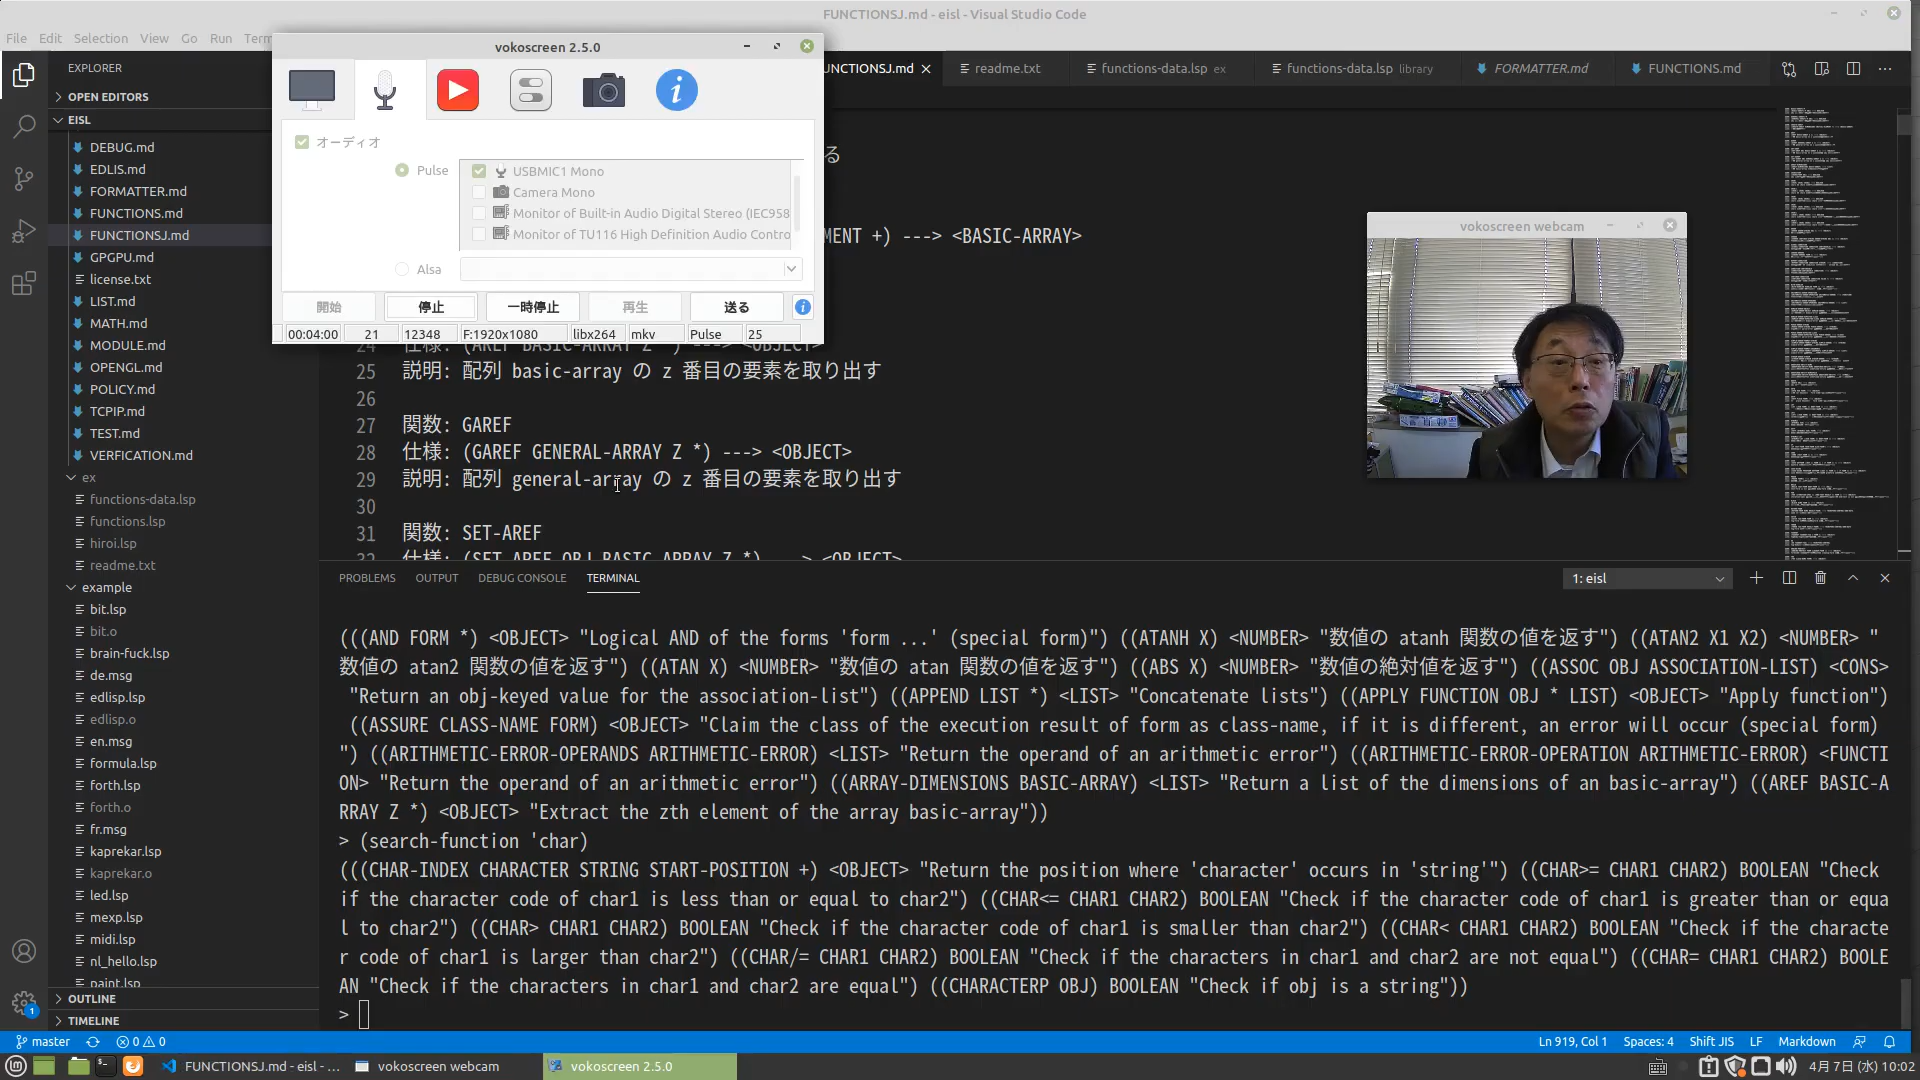 FUNCTIONSJ.md - eisl - Visual Studio Code
File Edit Selection View Go Run
vokoscreen 2.5.0
オーディオ
Pulse
USBMIC1 Mono
Camera Mono
Monitor of Built-in Audio Digital Stereo (IEC958
Monitor of TU116 High Definition Audio Contro
Alsa
開始 停止 一時停止 再生 送る
00:04:00 21 12348 F:1920x1080 libx264 mkv Pulse 25
UNCTIONSJ.md readme.txt functions-data.lsp ex functions-data.lsp library FORMATTER.md FUNCTIONS.md
EXPLORER
OPEN EDITORS
EISL
DEBUG.md
EDLIS.md
FORMATTER.md
FUNCTIONS.md
FUNCTIONSJ.md
GPGPU.md
license.txt
LIST.md
MATH.md
MODULE.md
OPENGL.md
POLICY.md
TCPIP.md
TEST.md
VERFICATION.md
ex
functions-data.lsp
functions.lsp
hiroi.lsp
readme.txt
example
bit.lsp
bit.o
brain-fuck.lsp
de.msg
edlisp.lsp
edlisp.o
en.msg
formula.lsp
forth.lsp
forth.o
fr.msg
kaprekar.lsp
kaprekar.o
led.lsp
mexp.lsp
midi.lsp
nl_hello.lsp
paint.lsp
OUTLINE
TIMELINE
る
MENT +) ---> <BASIC-ARRAY>
24 仕様: (AREF BASIC-ARRAY Z *) ---> <OBJECT>
25 説明: 配列 basic-array の z 番目の要素を取り出す
26
27 関数: GAREF
28 仕様: (GAREF GENERAL-ARRAY Z *) ---> <OBJECT>
29 説明: 配列 general-array の z 番目の要素を取り出す
30
31 関数: SET-AREF
32 仕様: (SET-AREF OBJ BASIC-ARRAY Z *) ---> <OBJECT>
vokoscreen webcam
PROBLEMS OUTPUT DEBUG CONSOLE TERMINAL
1: eisl
(((AND FORM *) <OBJECT> "Logical AND of the forms 'form ...' (special form)") ((ATANH X) <NUMBER> "数値の atanh 関数の値を返す") ((ATAN2 X1 X2) <NUMBER> "
数値の atan2 関数の値を返す") ((ATAN X) <NUMBER> "数値の atan 関数の値を返す") ((ABS X) <NUMBER> "数値の絶対値を返す") ((ASSOC OBJ ASSOCIATION-LIST) <CONS>
"Return an obj-keyed value for the association-list") ((APPEND LIST *) <LIST> "Concatenate lists") ((APPLY FUNCTION OBJ * LIST) <OBJECT> "Apply function")
((ASSURE CLASS-NAME FORM) <OBJECT> "Claim the class of the execution result of form as class-name, if it is different, an error will occur (special form)
") ((ARITHMETIC-ERROR-OPERANDS ARITHMETIC-ERROR) <LIST> "Return the operand of an arithmetic error") ((ARITHMETIC-ERROR-OPERATION ARITHMETIC-ERROR) <FUNCTI
ON> "Return the operand of an arithmetic error") ((ARRAY-DIMENSIONS BASIC-ARRAY) <LIST> "Return a list of the dimensions of an basic-array") ((AREF BASIC-A
RRAY Z *) <OBJECT> "Extract the zth element of the array basic-array"))
> (search-function 'char)
(((CHAR-INDEX CHARACTER STRING START-POSITION +) <OBJECT> "Return the position where 'character' occurs in 'string'") ((CHAR>= CHAR1 CHAR2) BOOLEAN "Check
if the character code of char1 is less than or equal to char2") ((CHAR<= CHAR1 CHAR2) BOOLEAN "Check if the character code of char1 is greater than or equa
l to char2") ((CHAR> CHAR1 CHAR2) BOOLEAN "Check if the character code of char1 is smaller than char2") ((CHAR< CHAR1 CHAR2) BOOLEAN "Check if the characte
r code of char1 is larger than char2") ((CHAR/= CHAR1 CHAR2) BOOLEAN "Check if the characters in char1 and char2 are not equal") ((CHAR= CHAR1 CHAR2) BOOLE
AN "Check if the characters in char1 and char2 are equal") ((CHARACTERP OBJ) BOOLEAN "Check if obj is a string"))
>
master 0 0 Ln 919, Col 1 Spaces: 4 Shift JIS LF Markdown
FUNCTIONSJ.md - eisl - ... vokoscreen webcam vokoscreen 2.5.0 4月 7日 (水) 10:02